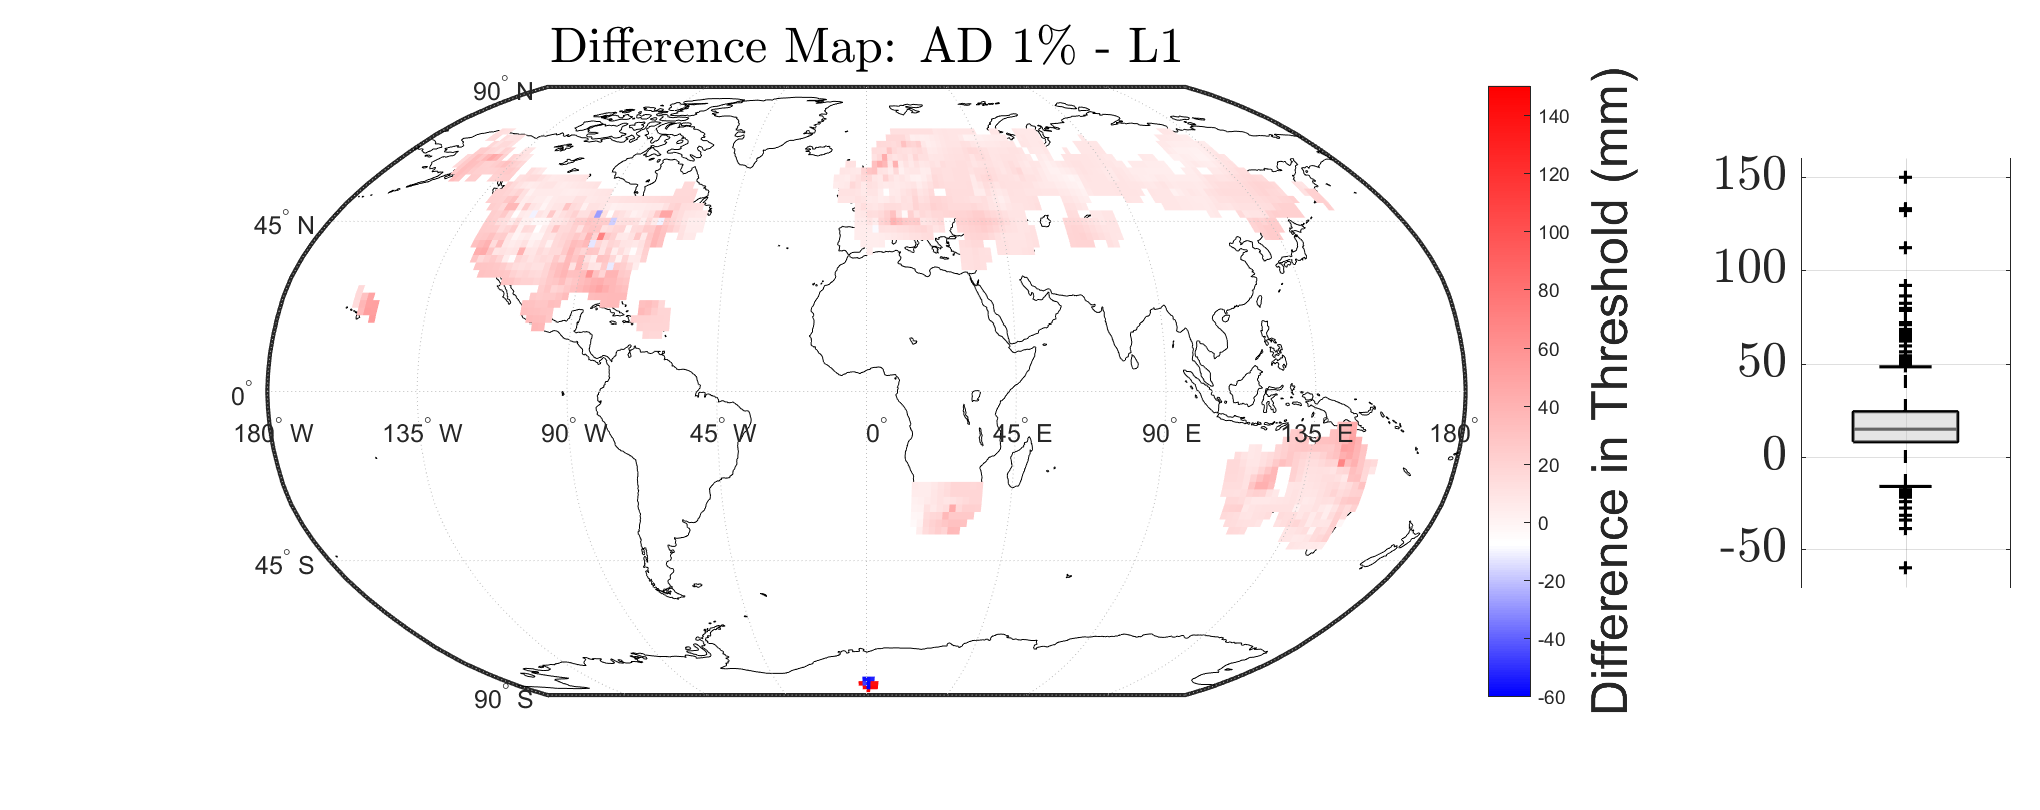 Difference Map: AD 1% - L1
90° N
45° N
0°
180° W
135° W
90° W
45° W
0°
45° E
90° E
135° E
180°
45° S
90° S
140
120
100
80
60
40
20
0
-20
-40
-60
Difference in Threshold (mm)
150
100
50
0
-50